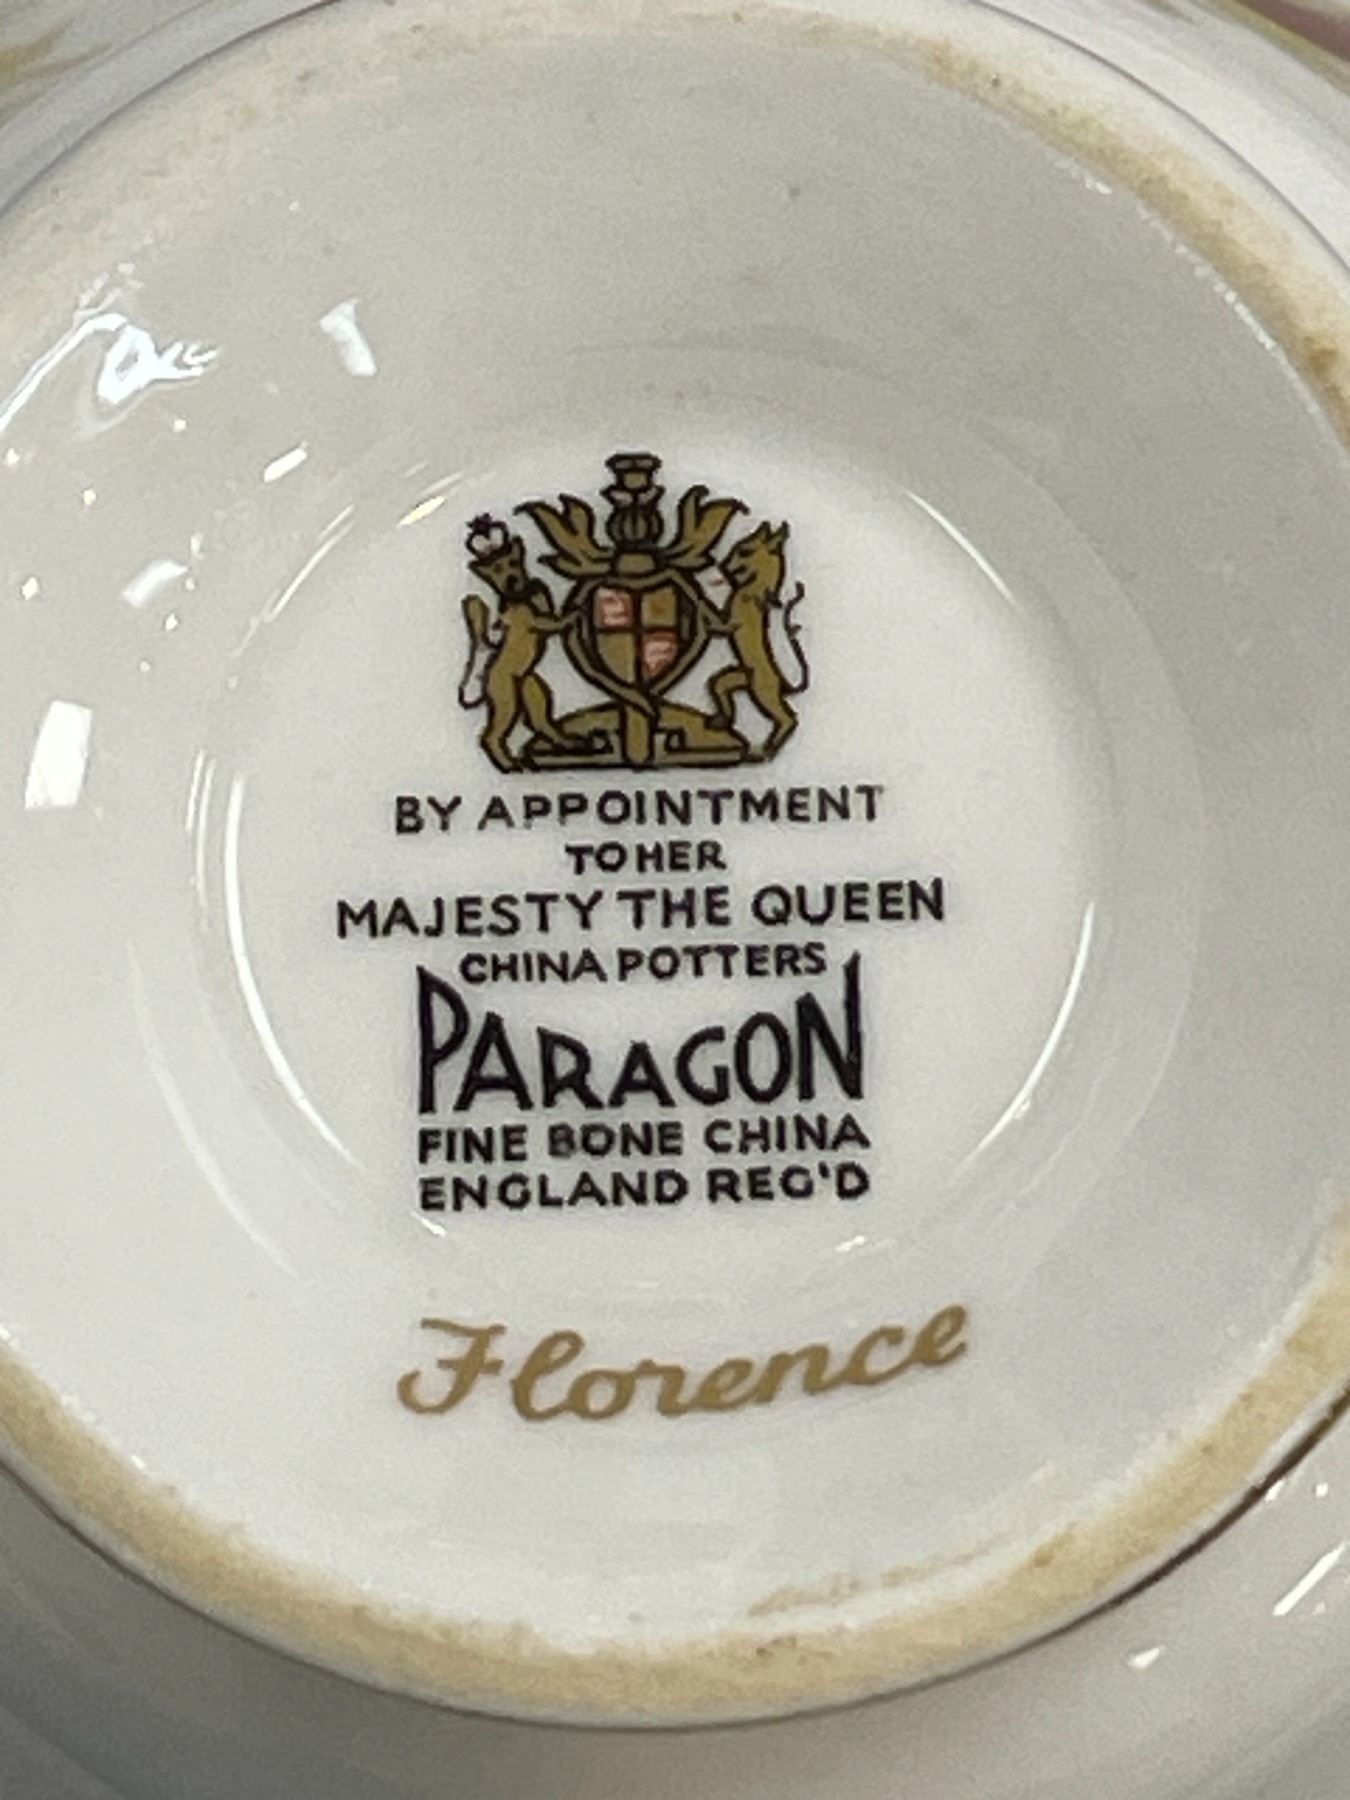 BY APPOINTMENT
TO HER
MAJESTY THE QUEEN
CHINA POTTERS
PARAGON
FINE BONE CHINA
ENGLAND REG'D
Florence